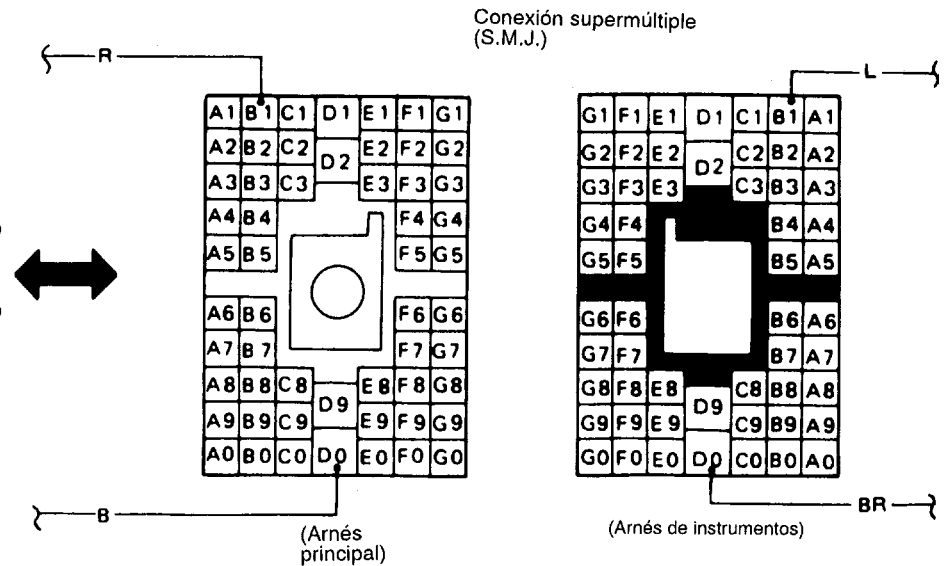 Conexión supermúltiple
(S.M.J.)
R
L
A1 B1 C1 D1 E1 F1 G1
A2 B2 C2 D2 E2 F2 G2
A3 B3 C3 E3 F3 G3
A4 B4 F4 G4
A5 B5 F5 G5
A6 B6 F6 G6
A7 B7 F7 G7
A8 B8 C8 E8 F8 G8
D9
A9 B9 C9 E9 F9 G9
A0 B0 C0 D0 E0 F0 G0
G1 F1 E1 D1 C1 B1 A1
G2 F2 E2 D2 C2 B2 A2
G3 F3 E3 C3 B3 A3
G4 F4 B4 A4
G5 F5 B5 A5
G6 F6 B6 A6
G7 F7 B7 A7
G8 F8 E8 C8 B8 A8
D9
G9 F9 E9 C9 B9 A9
G0 F0 E0 D0 C0 B0 A0
B
BR
(Arnés
principal)
(Arnés de instrumentos)